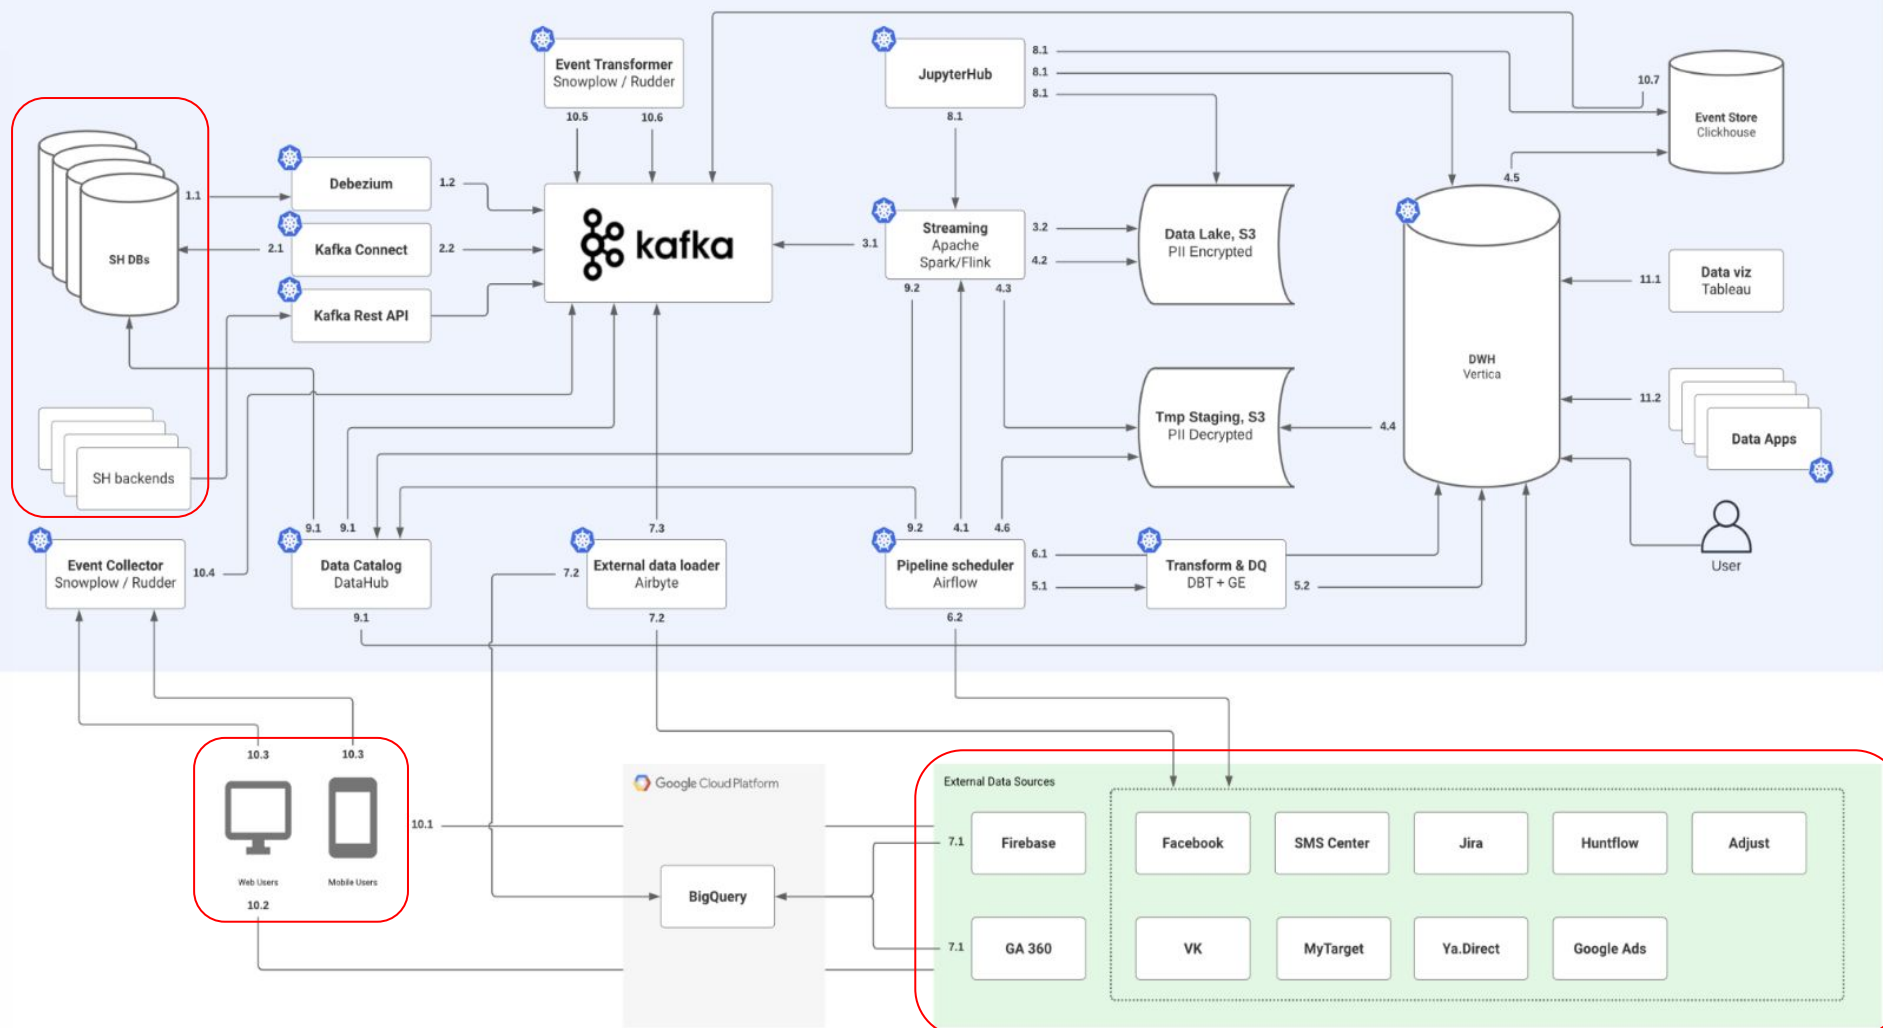 Event Transformer
Snowplow / Rudder
10.5
10.6
JupyterHub
8.1
8.1
8.1
8.1
10.7
Event Store
Clickhouse
4.5
SH DBs
1.1
Debezium
1.2
2.1
Kafka Connect
2.2
Kafka Rest API
kafka
3.1
Streaming
Apache
Spark/Flink
3.2
4.2
9.2
4.3
Data Lake, S3
PII Encrypted
DWH
Vertica
11.1
Data viz
Tableau
11.2
Data Apps
Tmp Staging, S3
PII Decrypted
4.4
SH backends
User
Event Collector
Snowplow / Rudder
10.4
9.1
9.1
Data Catalog
DataHub
9.1
7.3
7.2
External data loader
Airbyte
7.2
9.2
4.1
4.6
Pipeline scheduler
Airflow
6.1
5.1
6.2
Transform & DQ
DBT + GE
5.2
10.3
10.3
Web Users
Mobile Users
10.1
10.2
Google Cloud Platform
BigQuery
External Data Sources
7.1
Firebase
Facebook
SMS Center
Jira
Huntflow
Adjust
7.1
GA 360
VK
MyTarget
Ya.Direct
Google Ads